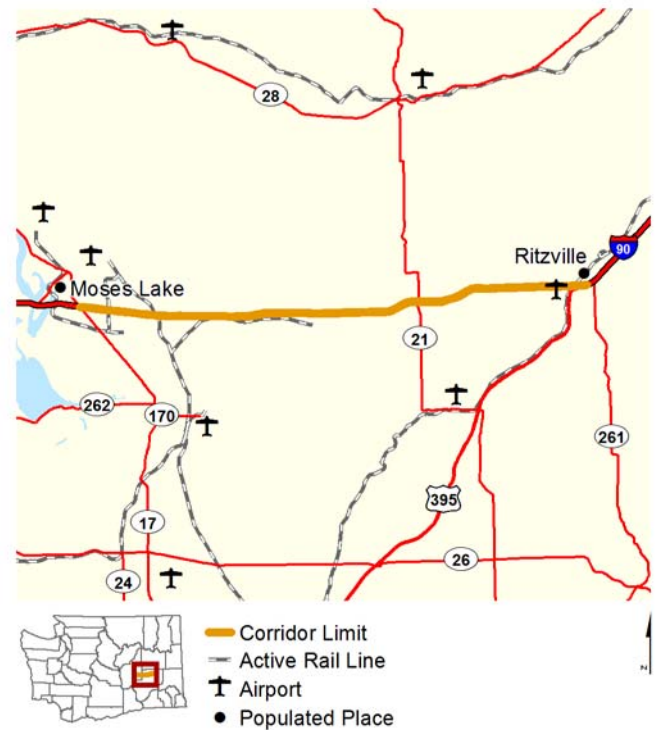 28
90
Ritzville
Moses Lake
21
262
170
261
395
17
26
24
Corridor Limit
Active Rail Line
Airport
Populated Place
N